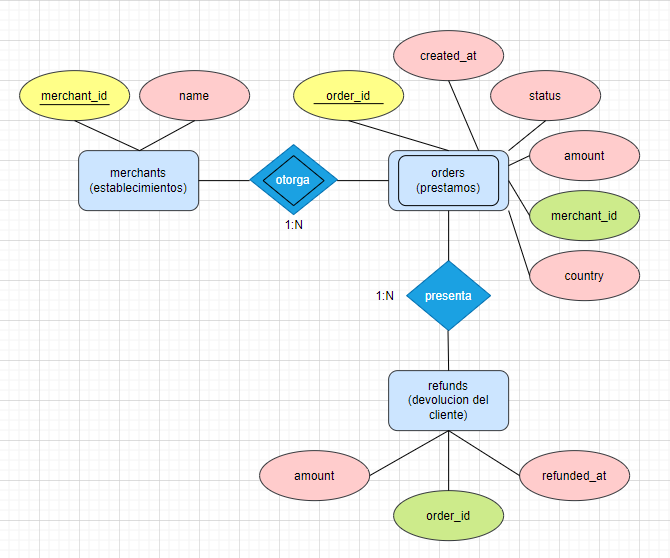 created_at
merchant_id
name
order_id
status
amount
merchants
(establecimientos)
otorga
orders
(prestamos)
merchant_id
1:N
country
1:N
presenta
refunds
(devolucion del
cliente)
amount
refunded_at
order_id